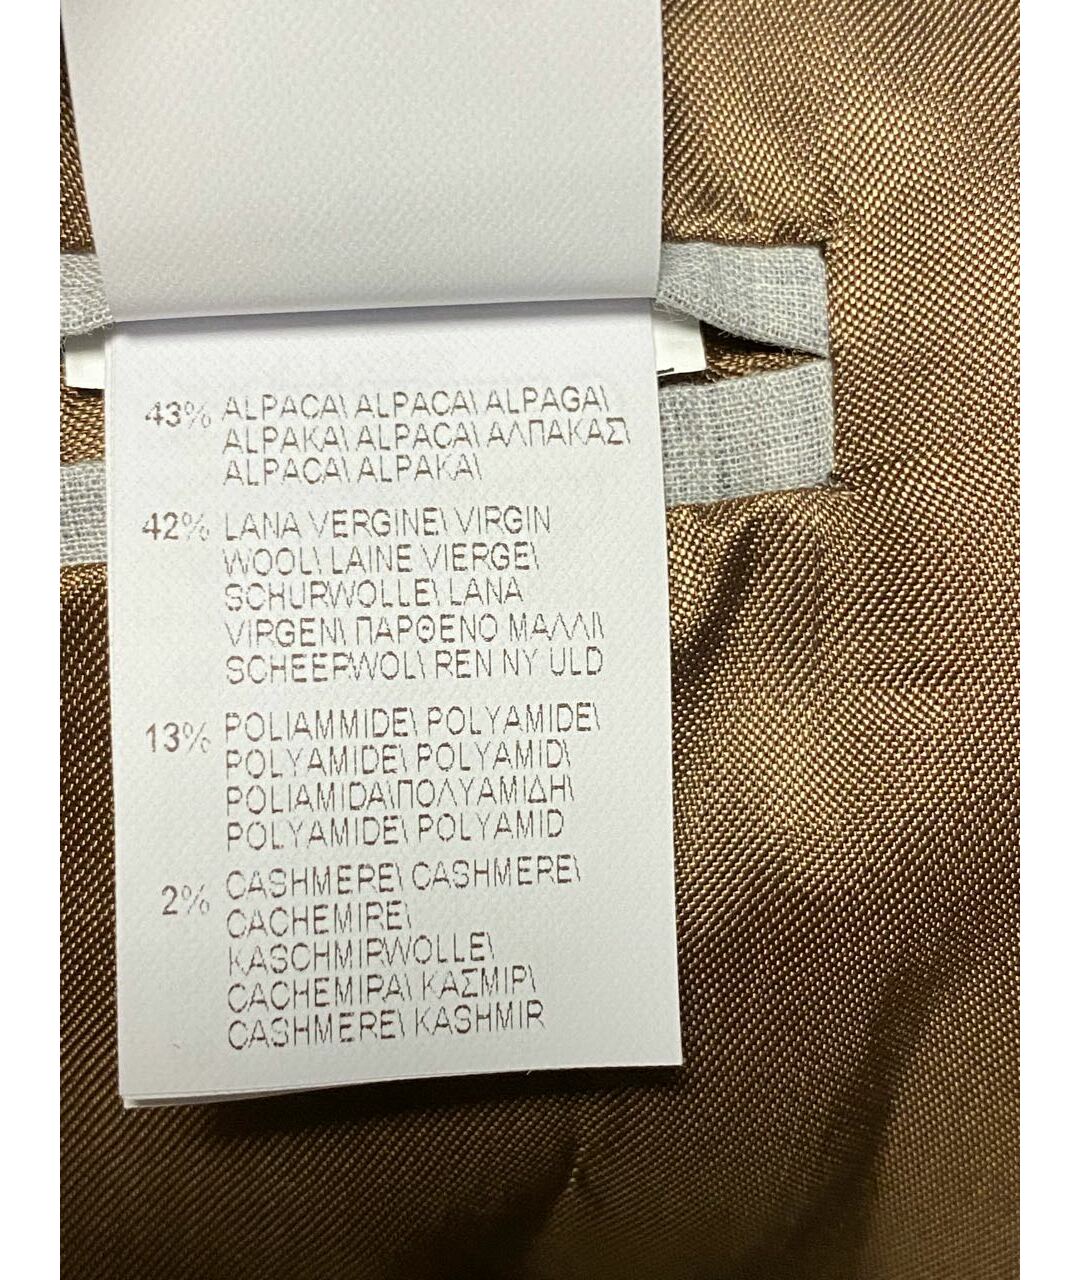 43% ALPACA\ ALPACA\ ALPAGA\
ALPAKA\ ALPACA\ ΑΛΠΑΚΑΣ\
ALPACA\ ALPAKA\
42% LANA VERGINE\ VIRGIN
WOOL\ LAINE VIERGE\
SCHURWOLLE\ LANA
VIRGEN\ ΠΑΡΘΕΝΟ ΜΑΛΛΙ\
SCHEERWOL\ REN NY ULD
13% POLIAMMIDE\ POLYAMIDE\
POLYAMIDE\ POLYAMID\
POLIAMIDA\ΠΟΛΥΑΜΙΔΗ\
POLYAMIDE\ POLYAMID
2% CASHMERE\ CASHMERE\
CACHEMIRE\
KASCHMIRWOLLE\
CACHEMIRA\ ΚΑΣΜΙΡ\
CASHMERE\ KASHMIR